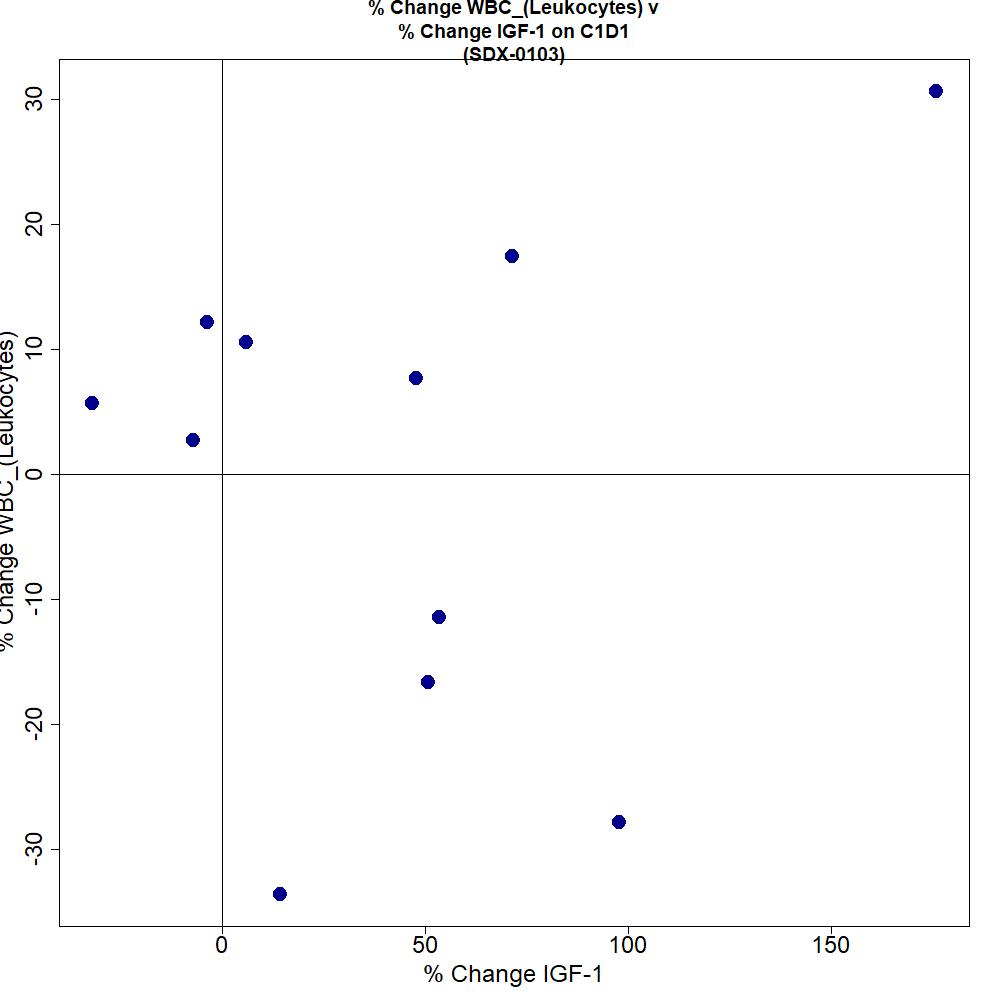 % Change WBC_(Leukocytes) v
% Change IGF-1 on C1D1
(SDX-0103)
% Change WBC_(Leukocytes)
30
20
10
0
-10
-20
-30
0 50 100 150
% Change IGF-1